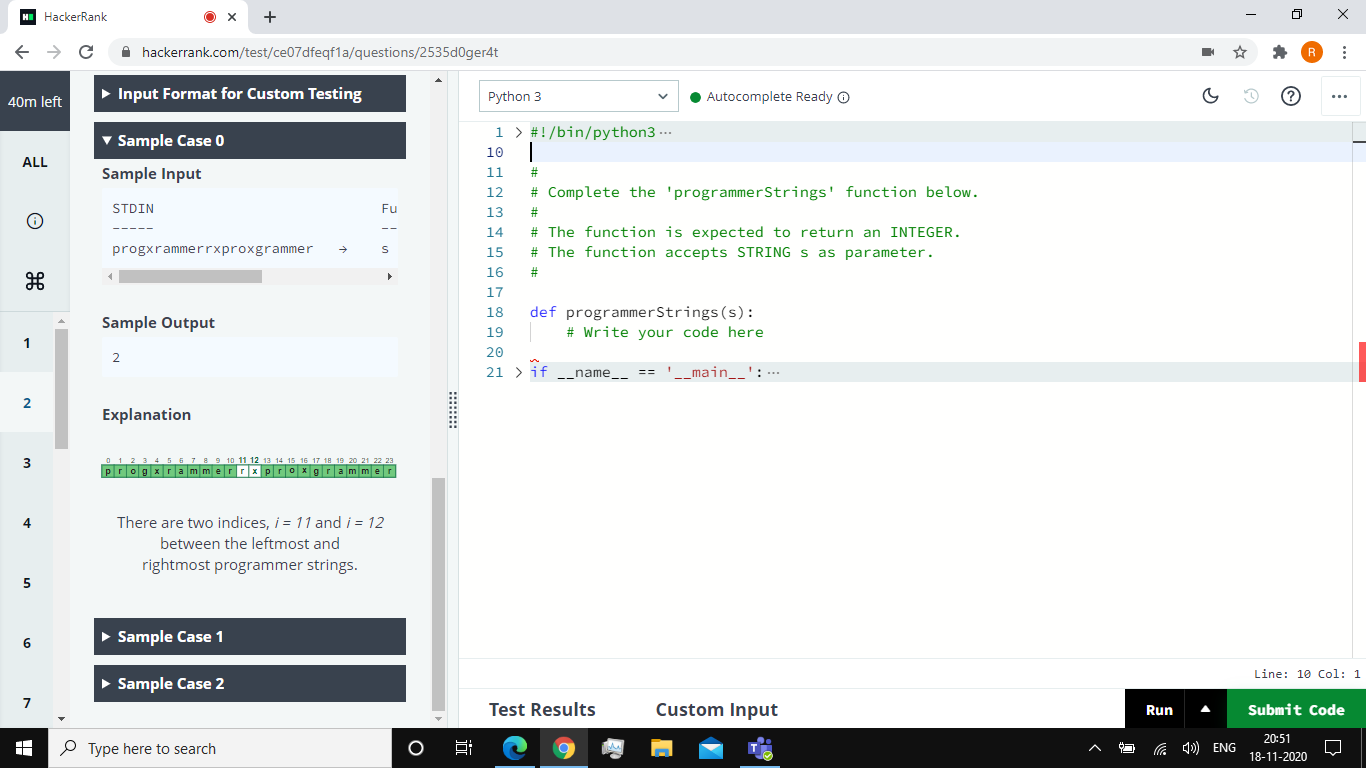 HackerRank
hackerrank.com/test/ce07dfeqf1a/questions/2535d0ger4t
R
40m left
ALL
1
2
3
4
5
6
7
Input Format for Custom Testing
Sample Case 0
Sample Input
STDIN Fu
----- --
progxrammerrxproxgrammer → s
Sample Output
2
Explanation
0 1 2 3 4 5 6 7 8 9 10 11 12 13 14 15 16 17 18 19 20 21 22 23
p r o g x r a m m e r r x p r o x g r a m m e r
There are two indices, i = 11 and i = 12
between the leftmost and
rightmost programmer strings.
Sample Case 1
Sample Case 2
Python 3
Autocomplete Ready
1 #!/bin/python3 ...
10
11 #
12 # Complete the 'programmerStrings' function below.
13 #
14 # The function is expected to return an INTEGER.
15 # The function accepts STRING s as parameter.
16 #
17
18 def programmerStrings(s):
19 # Write your code here
20
21 if __name__ == '__main__': ...
Line: 10 Col: 1
Test Results Custom Input Run Submit Code
Type here to search
ENG
20:51
18-11-2020